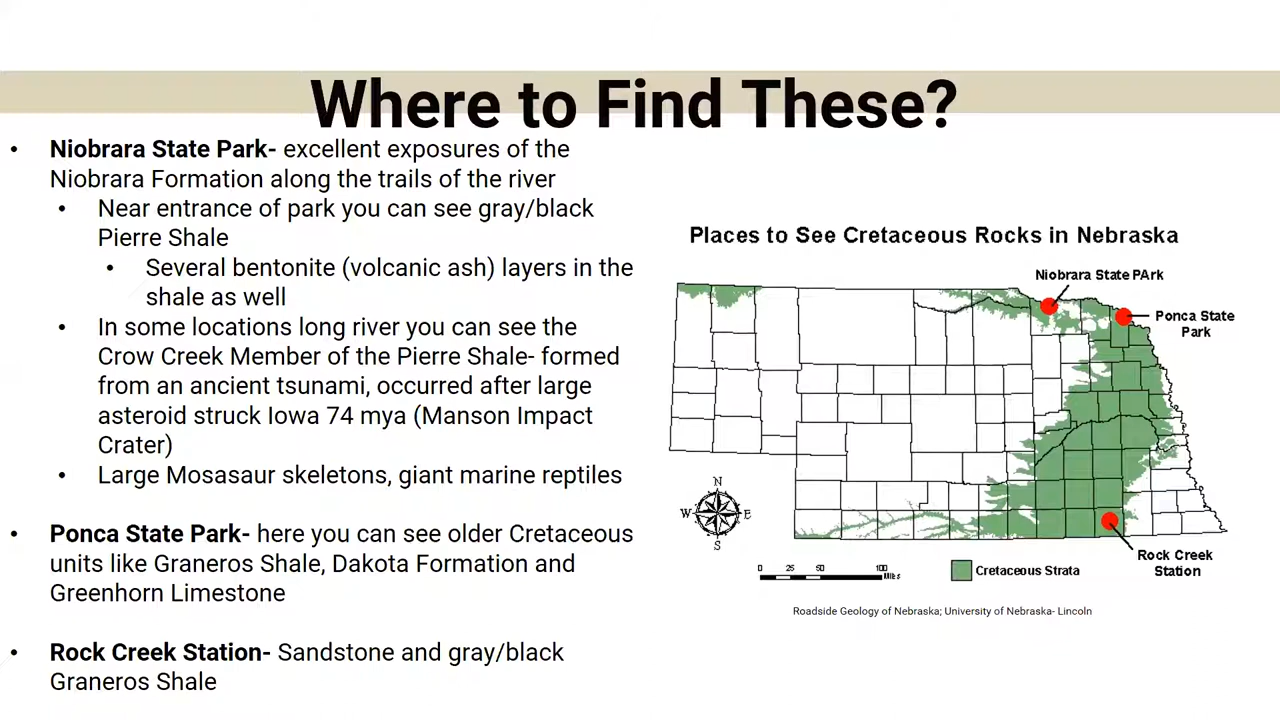 Where to Find These?
• Niobrara State Park- excellent exposures of the
Niobrara Formation along the trails of the river
• Near entrance of park you can see gray/black
Pierre Shale
• Several bentonite (volcanic ash) layers in the
shale as well
• In some locations long river you can see the
Crow Creek Member of the Pierre Shale- formed
from an ancient tsunami, occurred after large
asteroid struck Iowa 74 mya (Manson Impact
Crater)
• Large Mosasaur skeletons, giant marine reptiles
• Ponca State Park- here you can see older Cretaceous
units like Graneros Shale, Dakota Formation and
Greenhorn Limestone
• Rock Creek Station- Sandstone and gray/black
Graneros Shale
Places to See Cretaceous Rocks in Nebraska
Niobrara State PArk
Ponca State
Park
N
W E
S
Rock Creek
Station
0 25 50 100
Miles
Cretaceous Strata
Roadside Geology of Nebraska; University of Nebraska- Lincoln